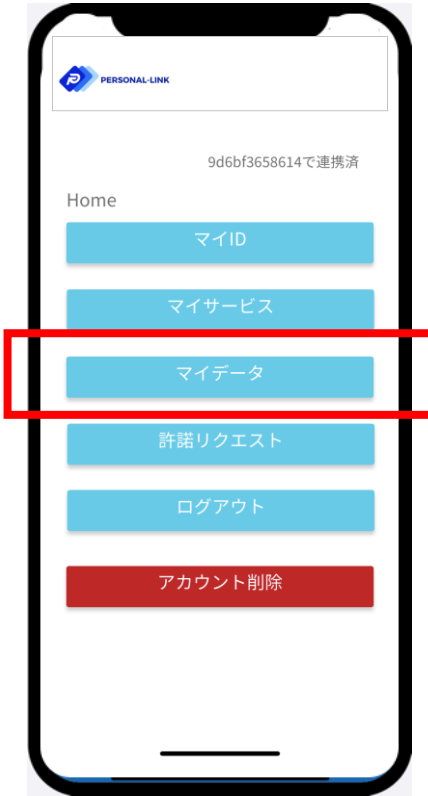 PERSONAL-LINK
9d6bf3658614で連携済
Home
マイID
マイサービス
マイデータ
許諾リクエスト
ログアウト
アカウント削除